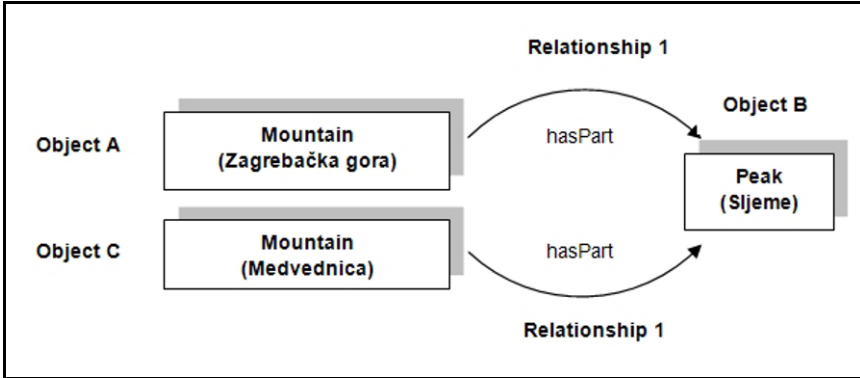 Relationship 1
Object B
Object A
Mountain
(Zagrebačka gora)
hasPart
Peak
(Sljeme)
Object C
Mountain
(Medvednica)
hasPart
Relationship 1